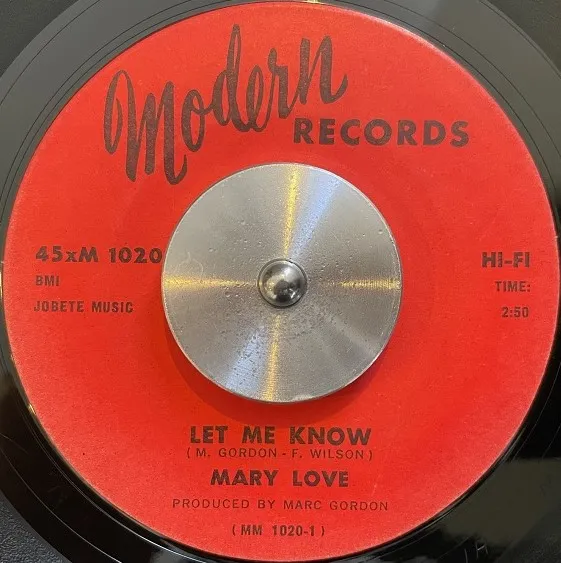 Modern
RECORDS
45xM 1020
BMI
JOBETE MUSIC
HI-FI
TIME:
2:50
LET ME KNOW
( M. GORDON - F. WILSON )
MARY LOVE
PRODUCED BY MARC GORDON
( MM 1020-1 )